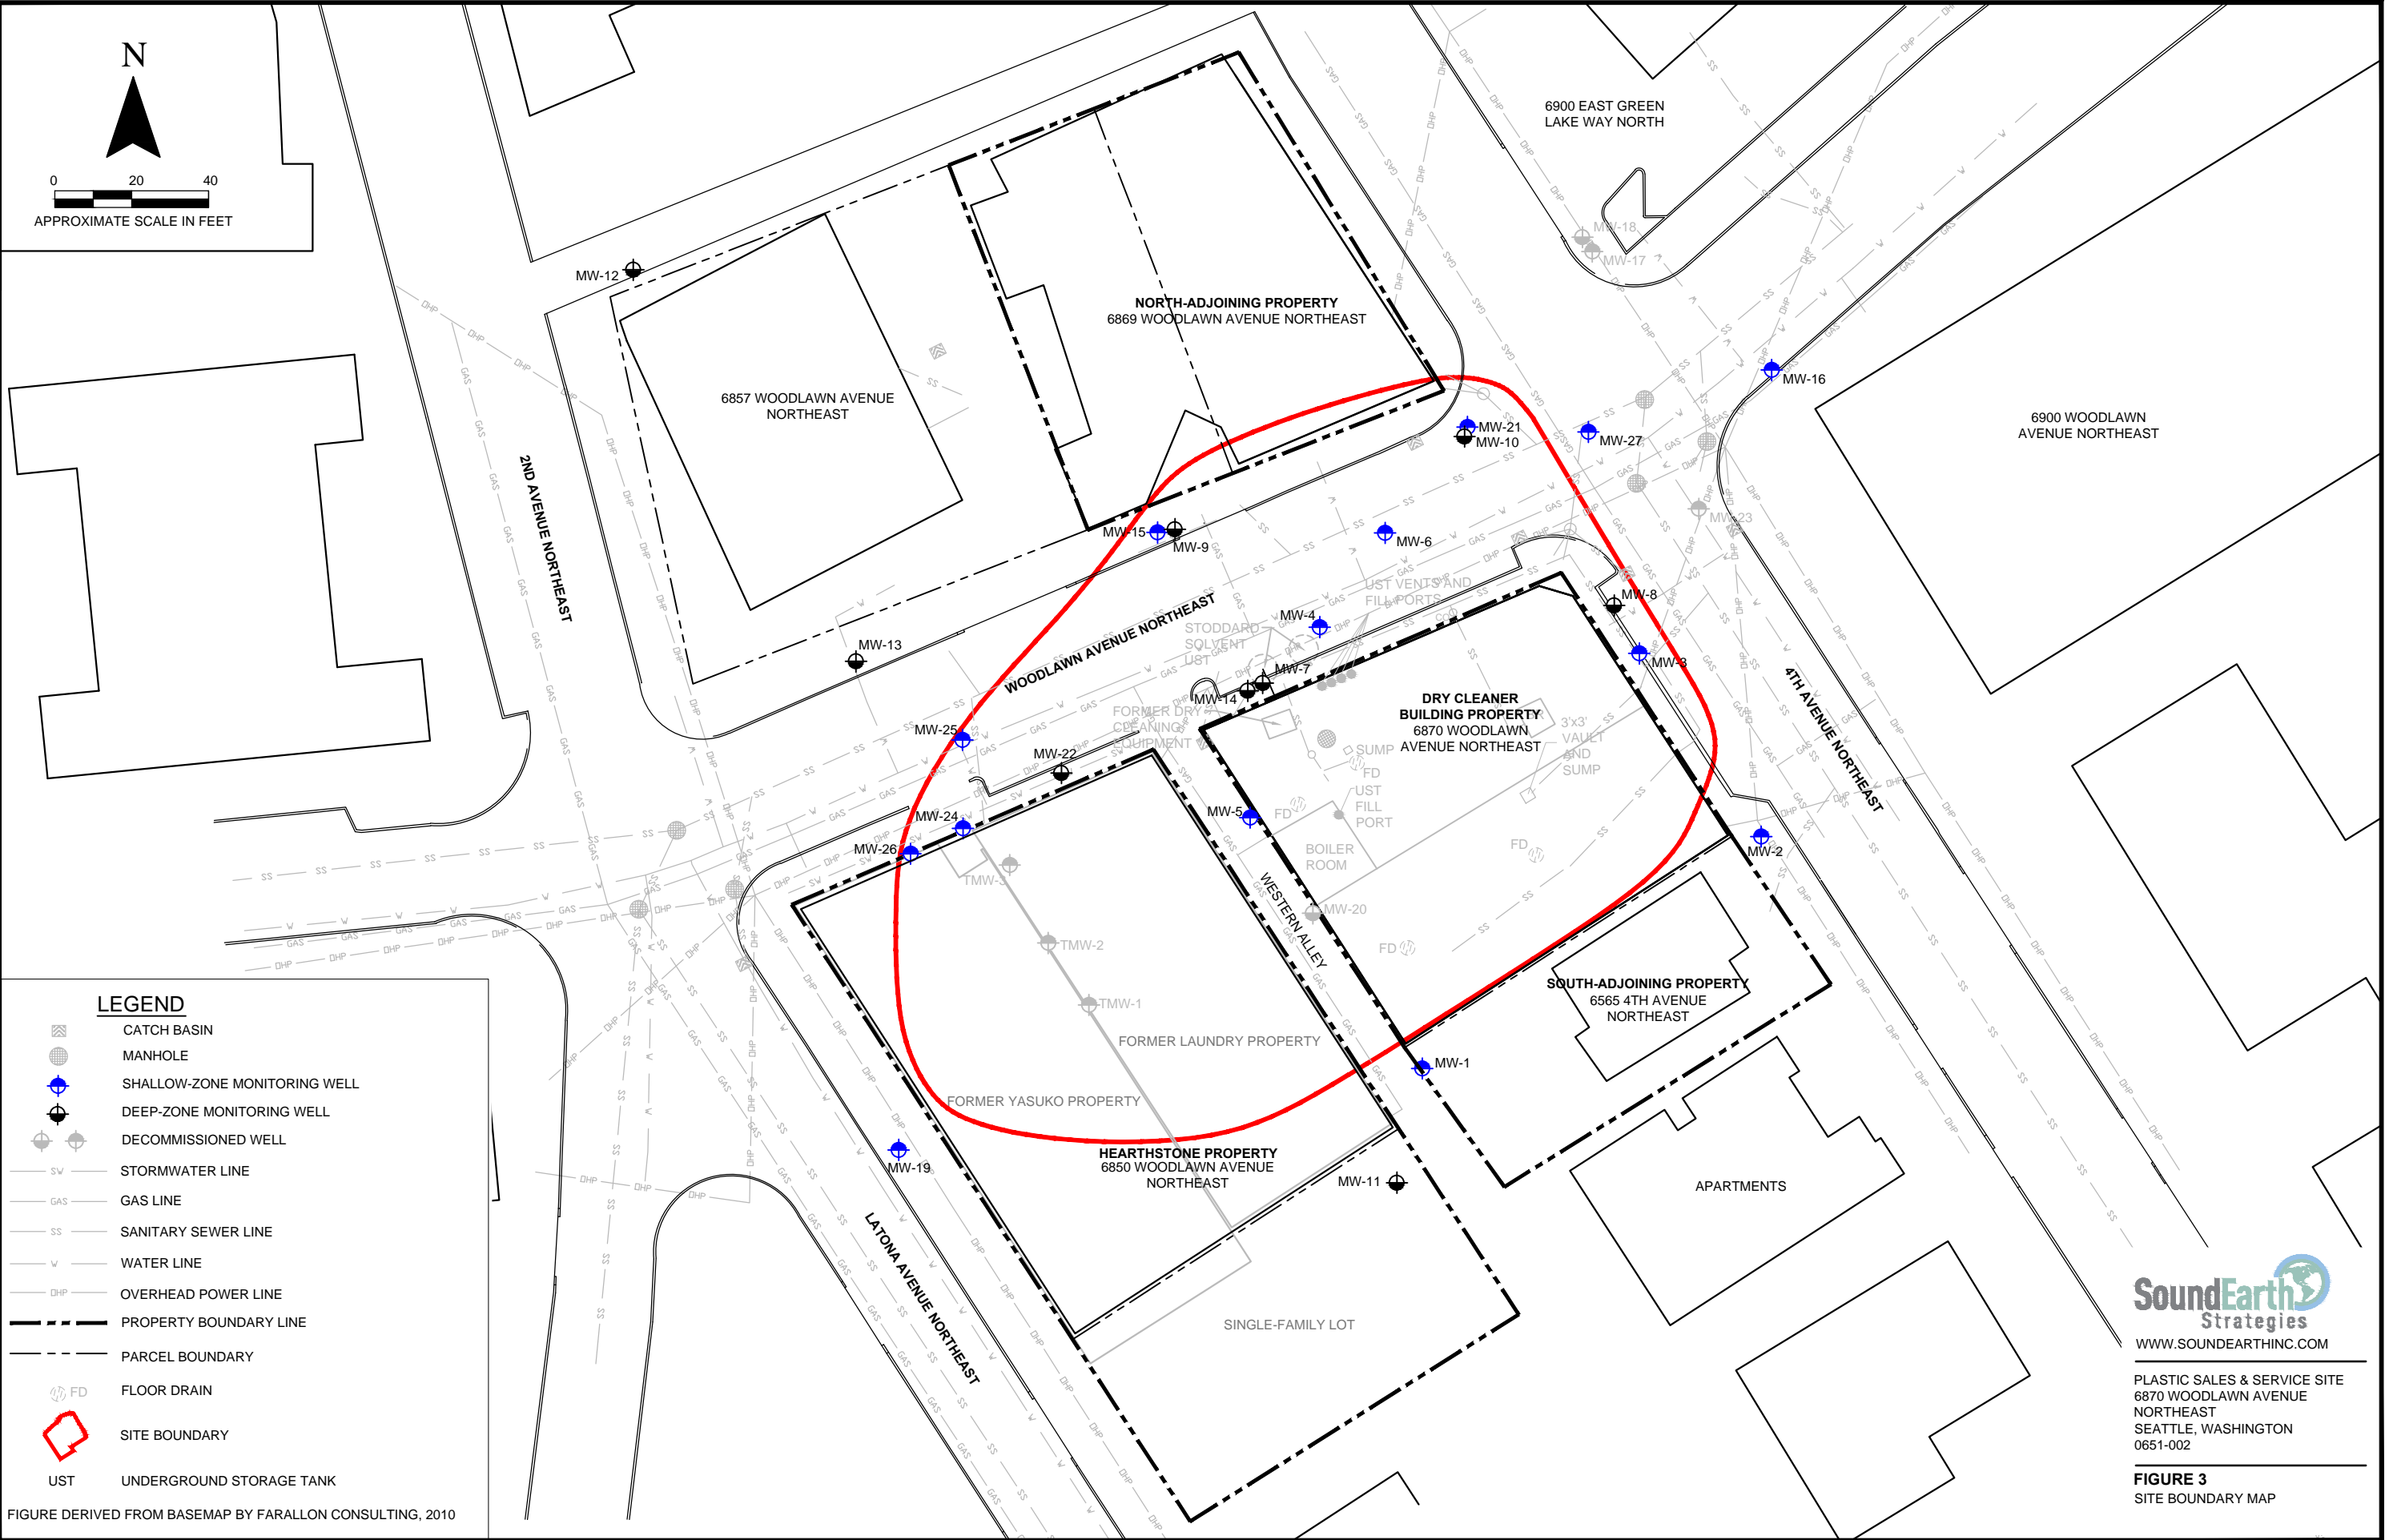 N
0 20 40
APPROXIMATE SCALE IN FEET
6900 EAST GREEN
LAKE WAY NORTH
MW-18
MW-17
MW-12
NORTH-ADJOINING PROPERTY
6869 WOODLAWN AVENUE NORTHEAST
6857 WOODLAWN AVENUE
NORTHEAST
MW-16
6900 WOODLAWN
AVENUE NORTHEAST
MW-21
MW-10
MW-27
2ND AVENUE NORTHEAST
MW-23
MW-15
MW-9
MW-6
UST VENTS AND
FILL PORTS
MW-8
WOODLAWN AVENUE NORTHEAST
STODDARD
SOLVENT
UST
MW-4
MW-13
MW-7
MW-3
MW-14
4TH AVENUE NORTHEAST
DRY CLEANER
BUILDING PROPERTY
6870 WOODLAWN
AVENUE NORTHEAST
FORMER DRY
CLEANING
EQUIPMENT
3'x3'
VAULT
AND
SUMP
MW-25
MW-22
SUMP
FD
UST
FILL
PORT
FD
MW-5
MW-24
MW-26
BOILER
ROOM
FD
MW-2
TMW-3
WESTERN ALLEY
MW-20
FD
TMW-2
TMW-1
SOUTH-ADJOINING PROPERTY
6565 4TH AVENUE
NORTHEAST
FORMER LAUNDRY PROPERTY
MW-1
FORMER YASUKO PROPERTY
HEARTHSTONE PROPERTY
6850 WOODLAWN AVENUE
NORTHEAST
MW-19
MW-11
APARTMENTS
LATONA AVENUE NORTHEAST
SINGLE-FAMILY LOT
LEGEND
CATCH BASIN
MANHOLE
SHALLOW-ZONE MONITORING WELL
DEEP-ZONE MONITORING WELL
DECOMMISSIONED WELL
SW STORMWATER LINE
GAS GAS LINE
SS SANITARY SEWER LINE
W WATER LINE
OHP OVERHEAD POWER LINE
PROPERTY BOUNDARY LINE
PARCEL BOUNDARY
FD FLOOR DRAIN
SITE BOUNDARY
UST UNDERGROUND STORAGE TANK
FIGURE DERIVED FROM BASEMAP BY FARALLON CONSULTING, 2010
SoundEarth
Strategies
WWW.SOUNDEARTHINC.COM
PLASTIC SALES & SERVICE SITE
6870 WOODLAWN AVENUE
NORTHEAST
SEATTLE, WASHINGTON
0651-002
FIGURE 3
SITE BOUNDARY MAP